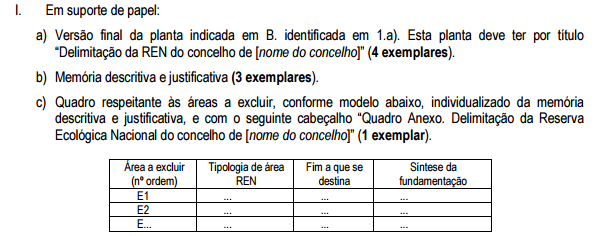 I. Em suporte de papel:
a) Versão final da planta indicada em B. identificada em 1.a). Esta planta deve ter por título
“Delimitação da REN do concelho de [nome do concelho]” (4 exemplares).
b) Memória descritiva e justificativa (3 exemplares).
c) Quadro respeitante às áreas a excluir, conforme modelo abaixo, individualizado da memória
descritiva e justificativa, e com o seguinte cabeçalho “Quadro Anexo. Delimitação da Reserva
Ecológica Nacional do concelho de [nome do concelho]” (1 exemplar).
Área a excluir Tipologia de área Fim a que se Síntese da
(nº ordem) REN destina fundamentação
E1 ... ... ...
E2 ... ... ...
E... ... ... ...